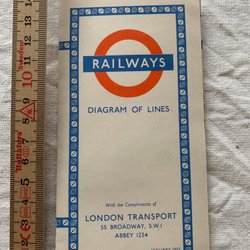 RAILWAYS
DIAGRAM OF LINES
With the Compliments of
LONDON TRANSPORT
55 BROADWAY, S.W.1
ABBEY 1234